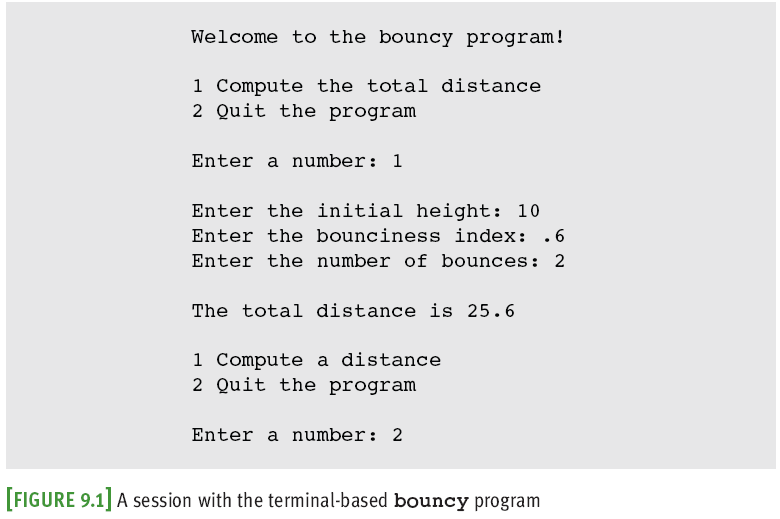 Welcome to the bouncy program!
1 Compute the total distance
2 Quit the program
Enter a number: 1
Enter the initial height: 10
Enter the bounciness index: .6
Enter the number of bounces: 2
The total distance is 25.6
1 Compute a distance
2 Quit the program
Enter a number: 2
[FIGURE 9.1] A session with the terminal-based bouncy program